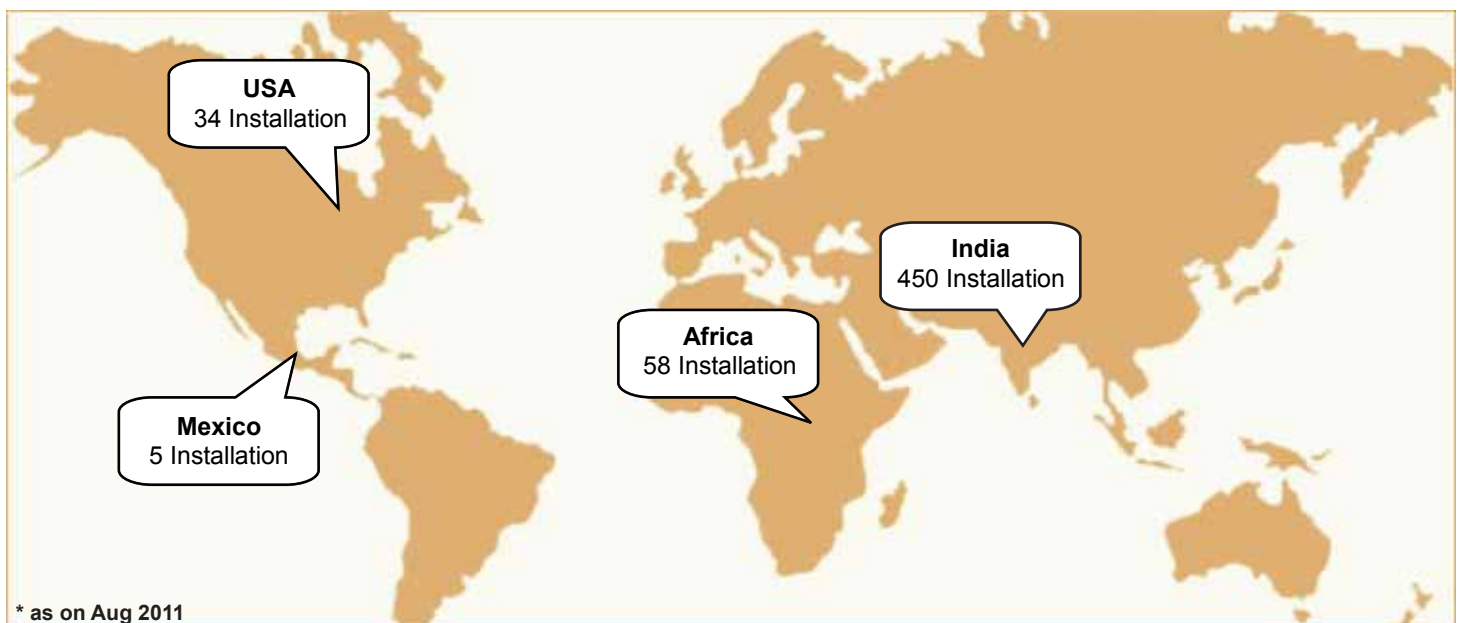 USA
34 Installation
India
450 Installation
Africa
58 Installation
Mexico
5 Installation
* as on Aug 2011